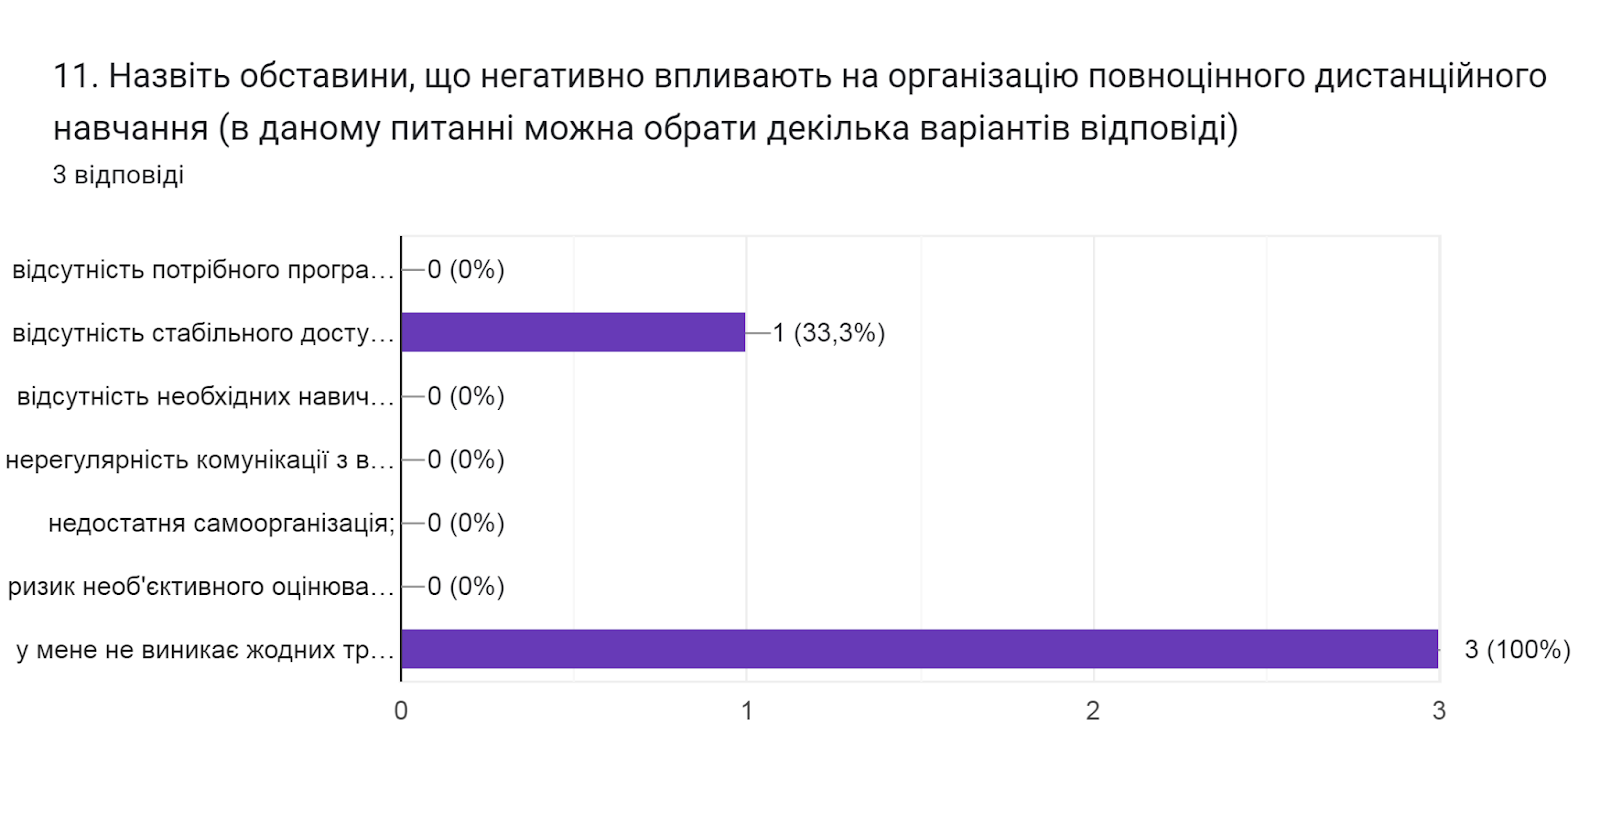 11. Назвіть обставини, що негативно впливають на організацію повноцінного дистанційного
навчання (в даному питанні можна обрати декілька варіантів відповіді)
3 відповіді
відсутність потрібного програ… 0 (0%)
відсутність стабільного досту… 1 (33,3%)
відсутність необхідних навич… 0 (0%)
нерегулярність комунікації з в… 0 (0%)
недостатня самоорганізація; 0 (0%)
ризик необ'єктивного оцінюва… 0 (0%)
у мене не виникає жодних тр… 3 (100%)
0 1 2 3